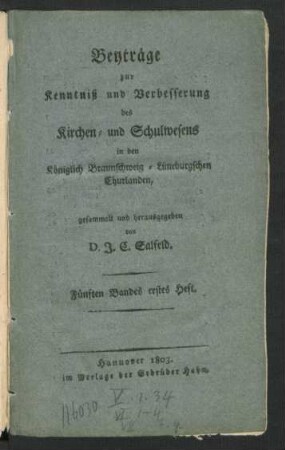 Beyträge
zur
Kenntniß und Verbesserung
des
Kirchen- und Schulwesens
in den
Königlich Braunschweig-Lüneburgschen
Churlanden,
gesammelt und herausgegeben
von
D. J. C. Salfeld.
Fünften Bandes erstes Heft.
Hannover 1803.
im Verlage der Gebrüder Hahn.